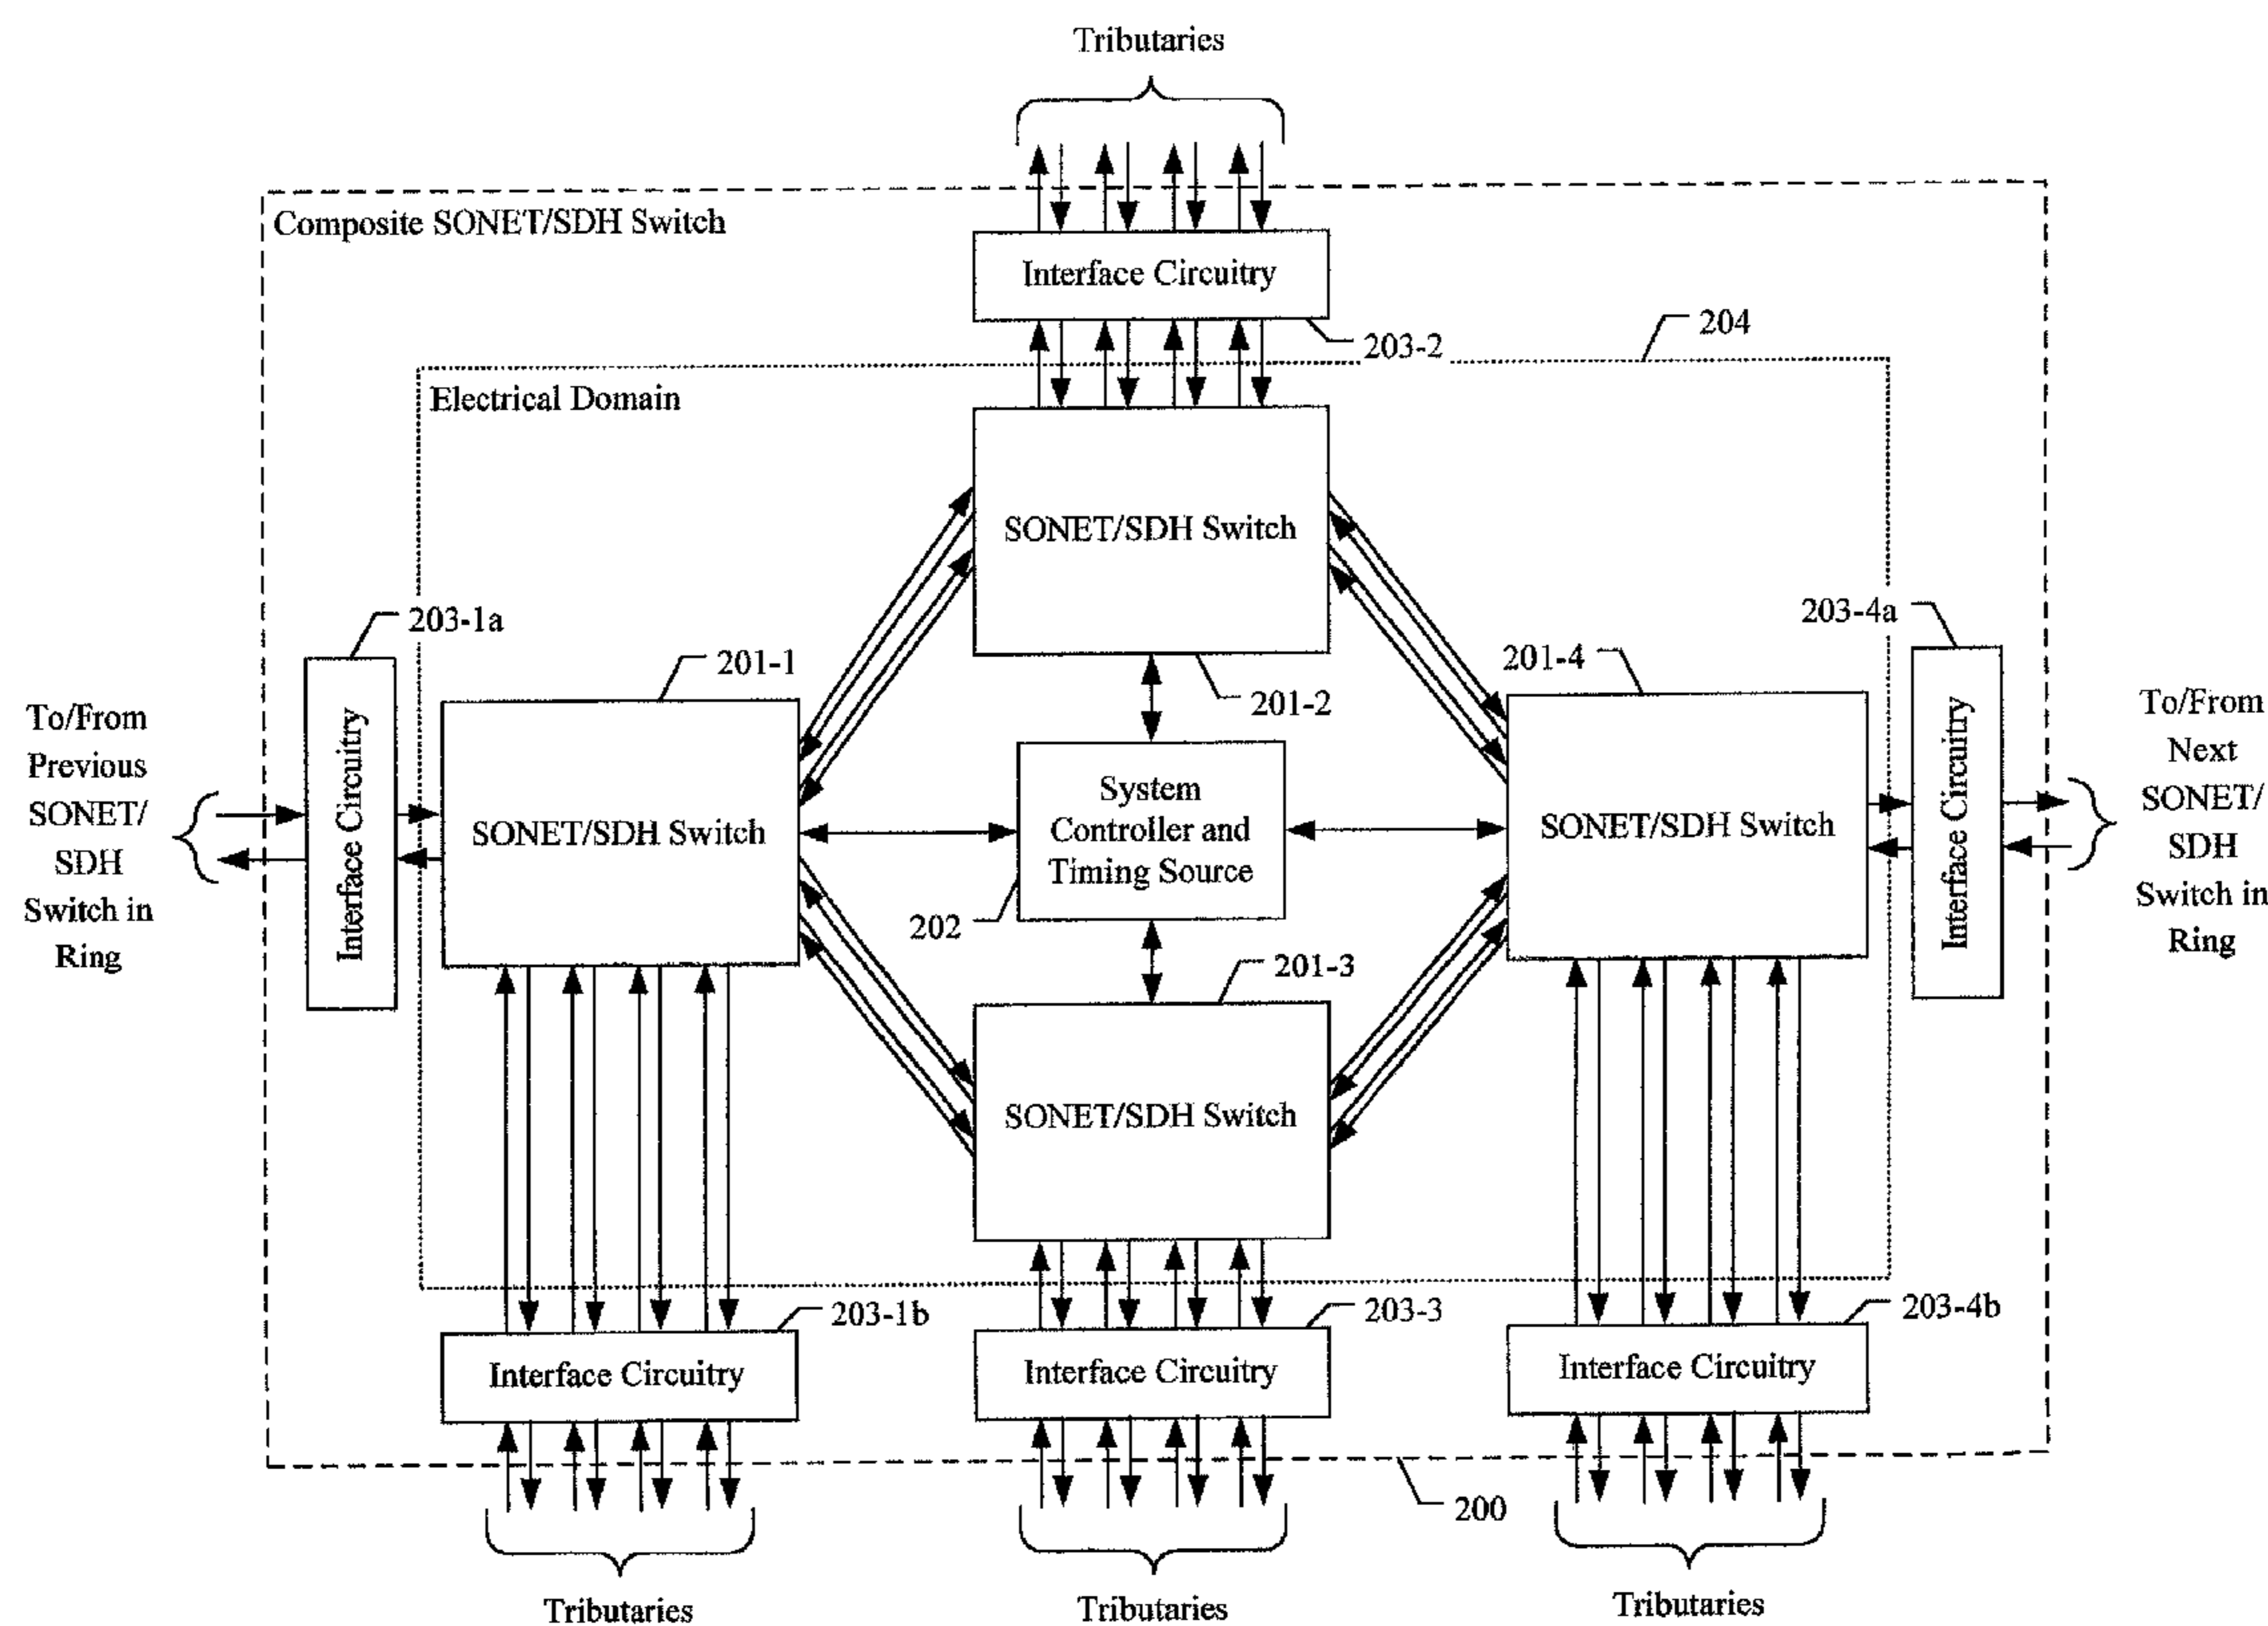 Tributaries
Composite SONET/SDH Switch
Interface Circuitry
203-2
204
Electrical Domain
SONET/SDH Switch
201-2
203-1a
201-1
201-4
203-4a
To/From
Previous
SONET/
SDH
Switch in
Ring
Interface Circuitry
SONET/SDH Switch
System
Controller and
Timing Source
202
SONET/SDH Switch
Interface Circuitry
To/From
Next
SONET/
SDH
Switch in
Ring
201-3
SONET/SDH Switch
203-1b
203-3
203-4b
Interface Circuitry
Interface Circuitry
Interface Circuitry
200
Tributaries
Tributaries
Tributaries